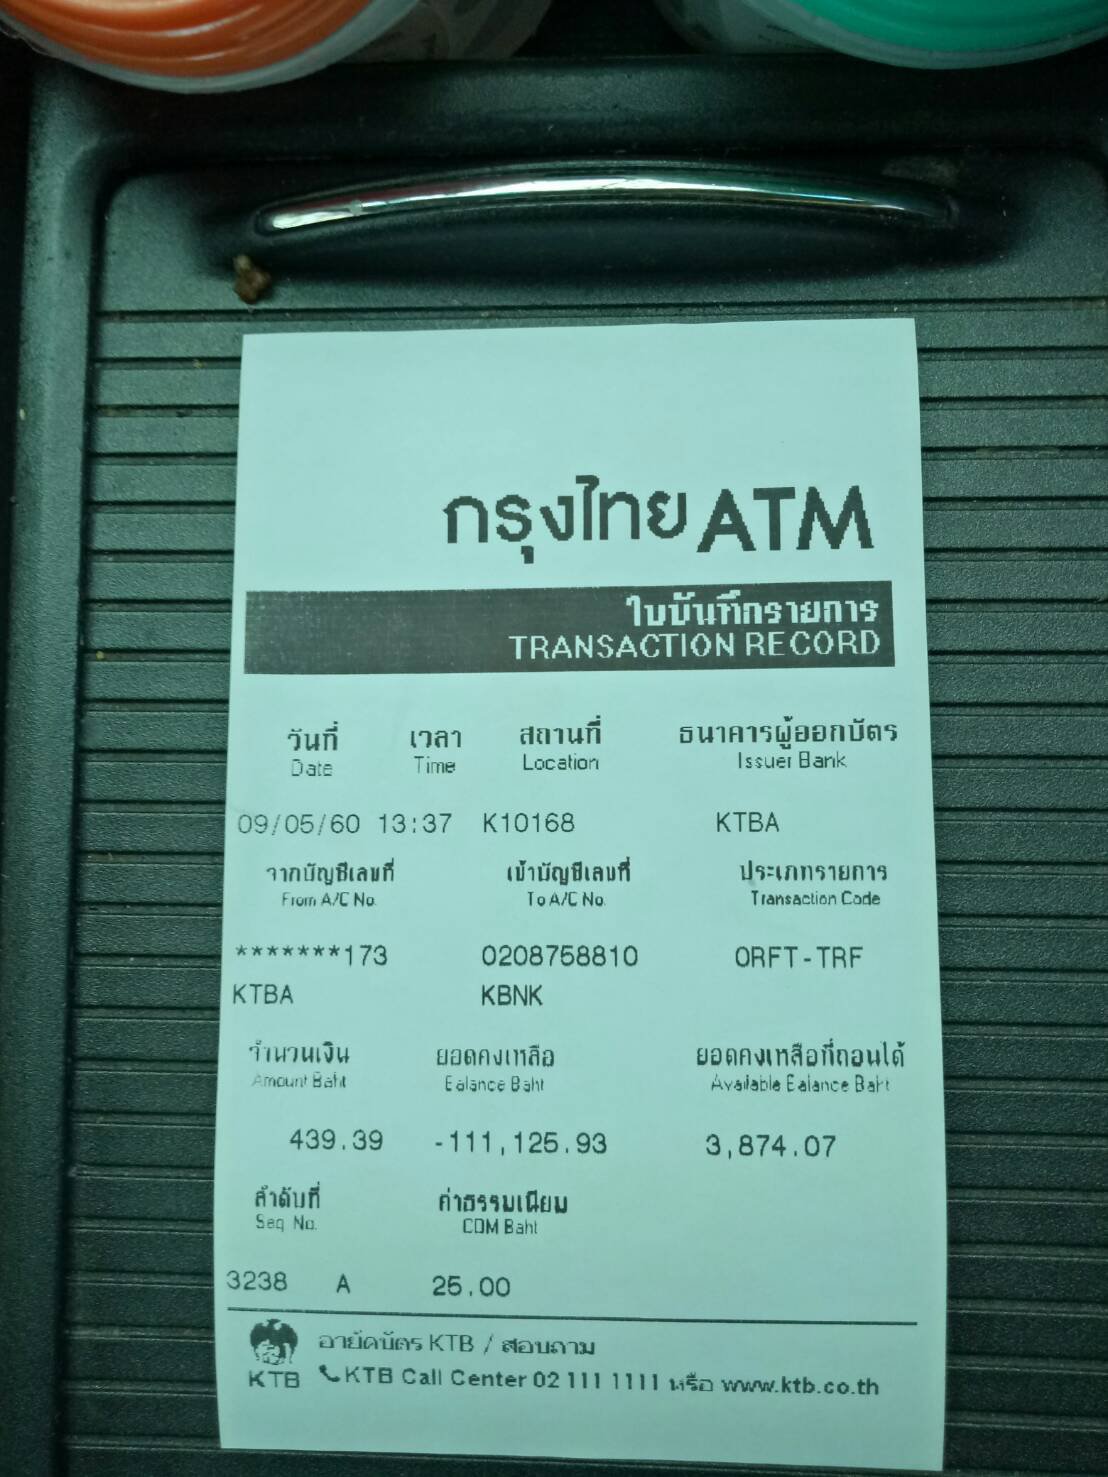 กรุงไทย ATM
ใบบันทึกรายการ
TRANSACTION RECORD
วันที่ เวลา สถานที่ ธนาคารผู้ออกบัตร
Date Time Location Issuer Bank
09/05/60 13:37 K10168 KTBA
จากบัญชีเลขที่ เข้าบัญชีเลขที่ ประเภทรายการ
From A/C No. To A/C No. Transaction Code
*******173 0208758810 ORFT-TRF
KTBA KBNK
จำนวนเงิน ยอดคงเหลือ ยอดคงเหลือที่ถอนได้
Amount Baht Balance Baht Available Balance Baht
439.39 -111,125.93 3,874.07
ลำดับที่ ค่าธรรมเนียม
Seq No. COM Baht
3238 A 25.00
อายัดบัตร KTB / สอบถาม
KTB KTB Call Center 02 111 1111 หรือ www.ktb.co.th